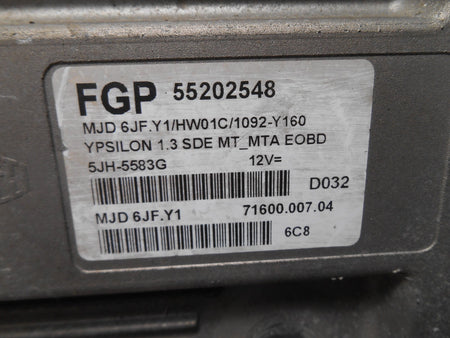 FGP 55202548
MJD 6JF.Y1/HW01C/1092-Y160
YPSILON 1.3 SDE MT_MTA EOBD
5JH-5583G 12V=
D032
MJD 6JF.Y1 71600.007.04
6C8